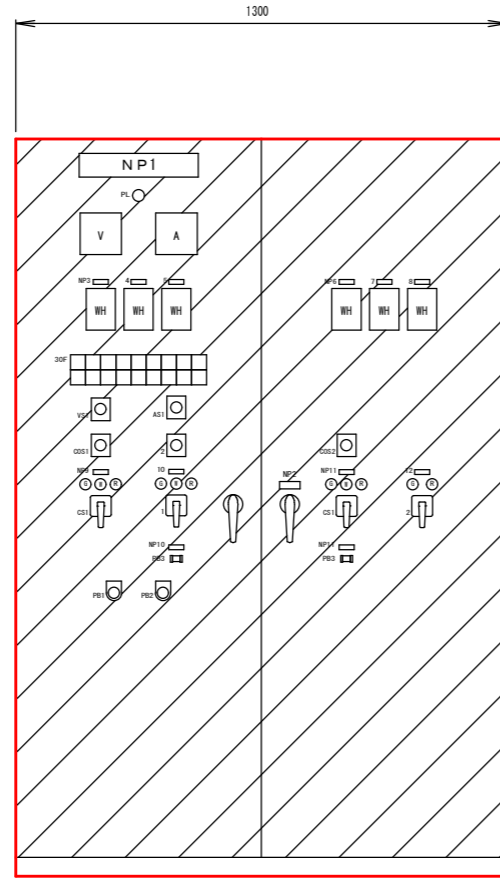 1300
NP1
PL
V A
NP3 4 5 NP6 7 8
WH WH WH WH WH WH
30F
VS1 AS1
COS1 2 COS2
NP9 10 NP2 NP11 12
G W R G W R G W R G R
CS1 1 CS1 2
NP10 NP11
PB3 PB3
PB1 PB2